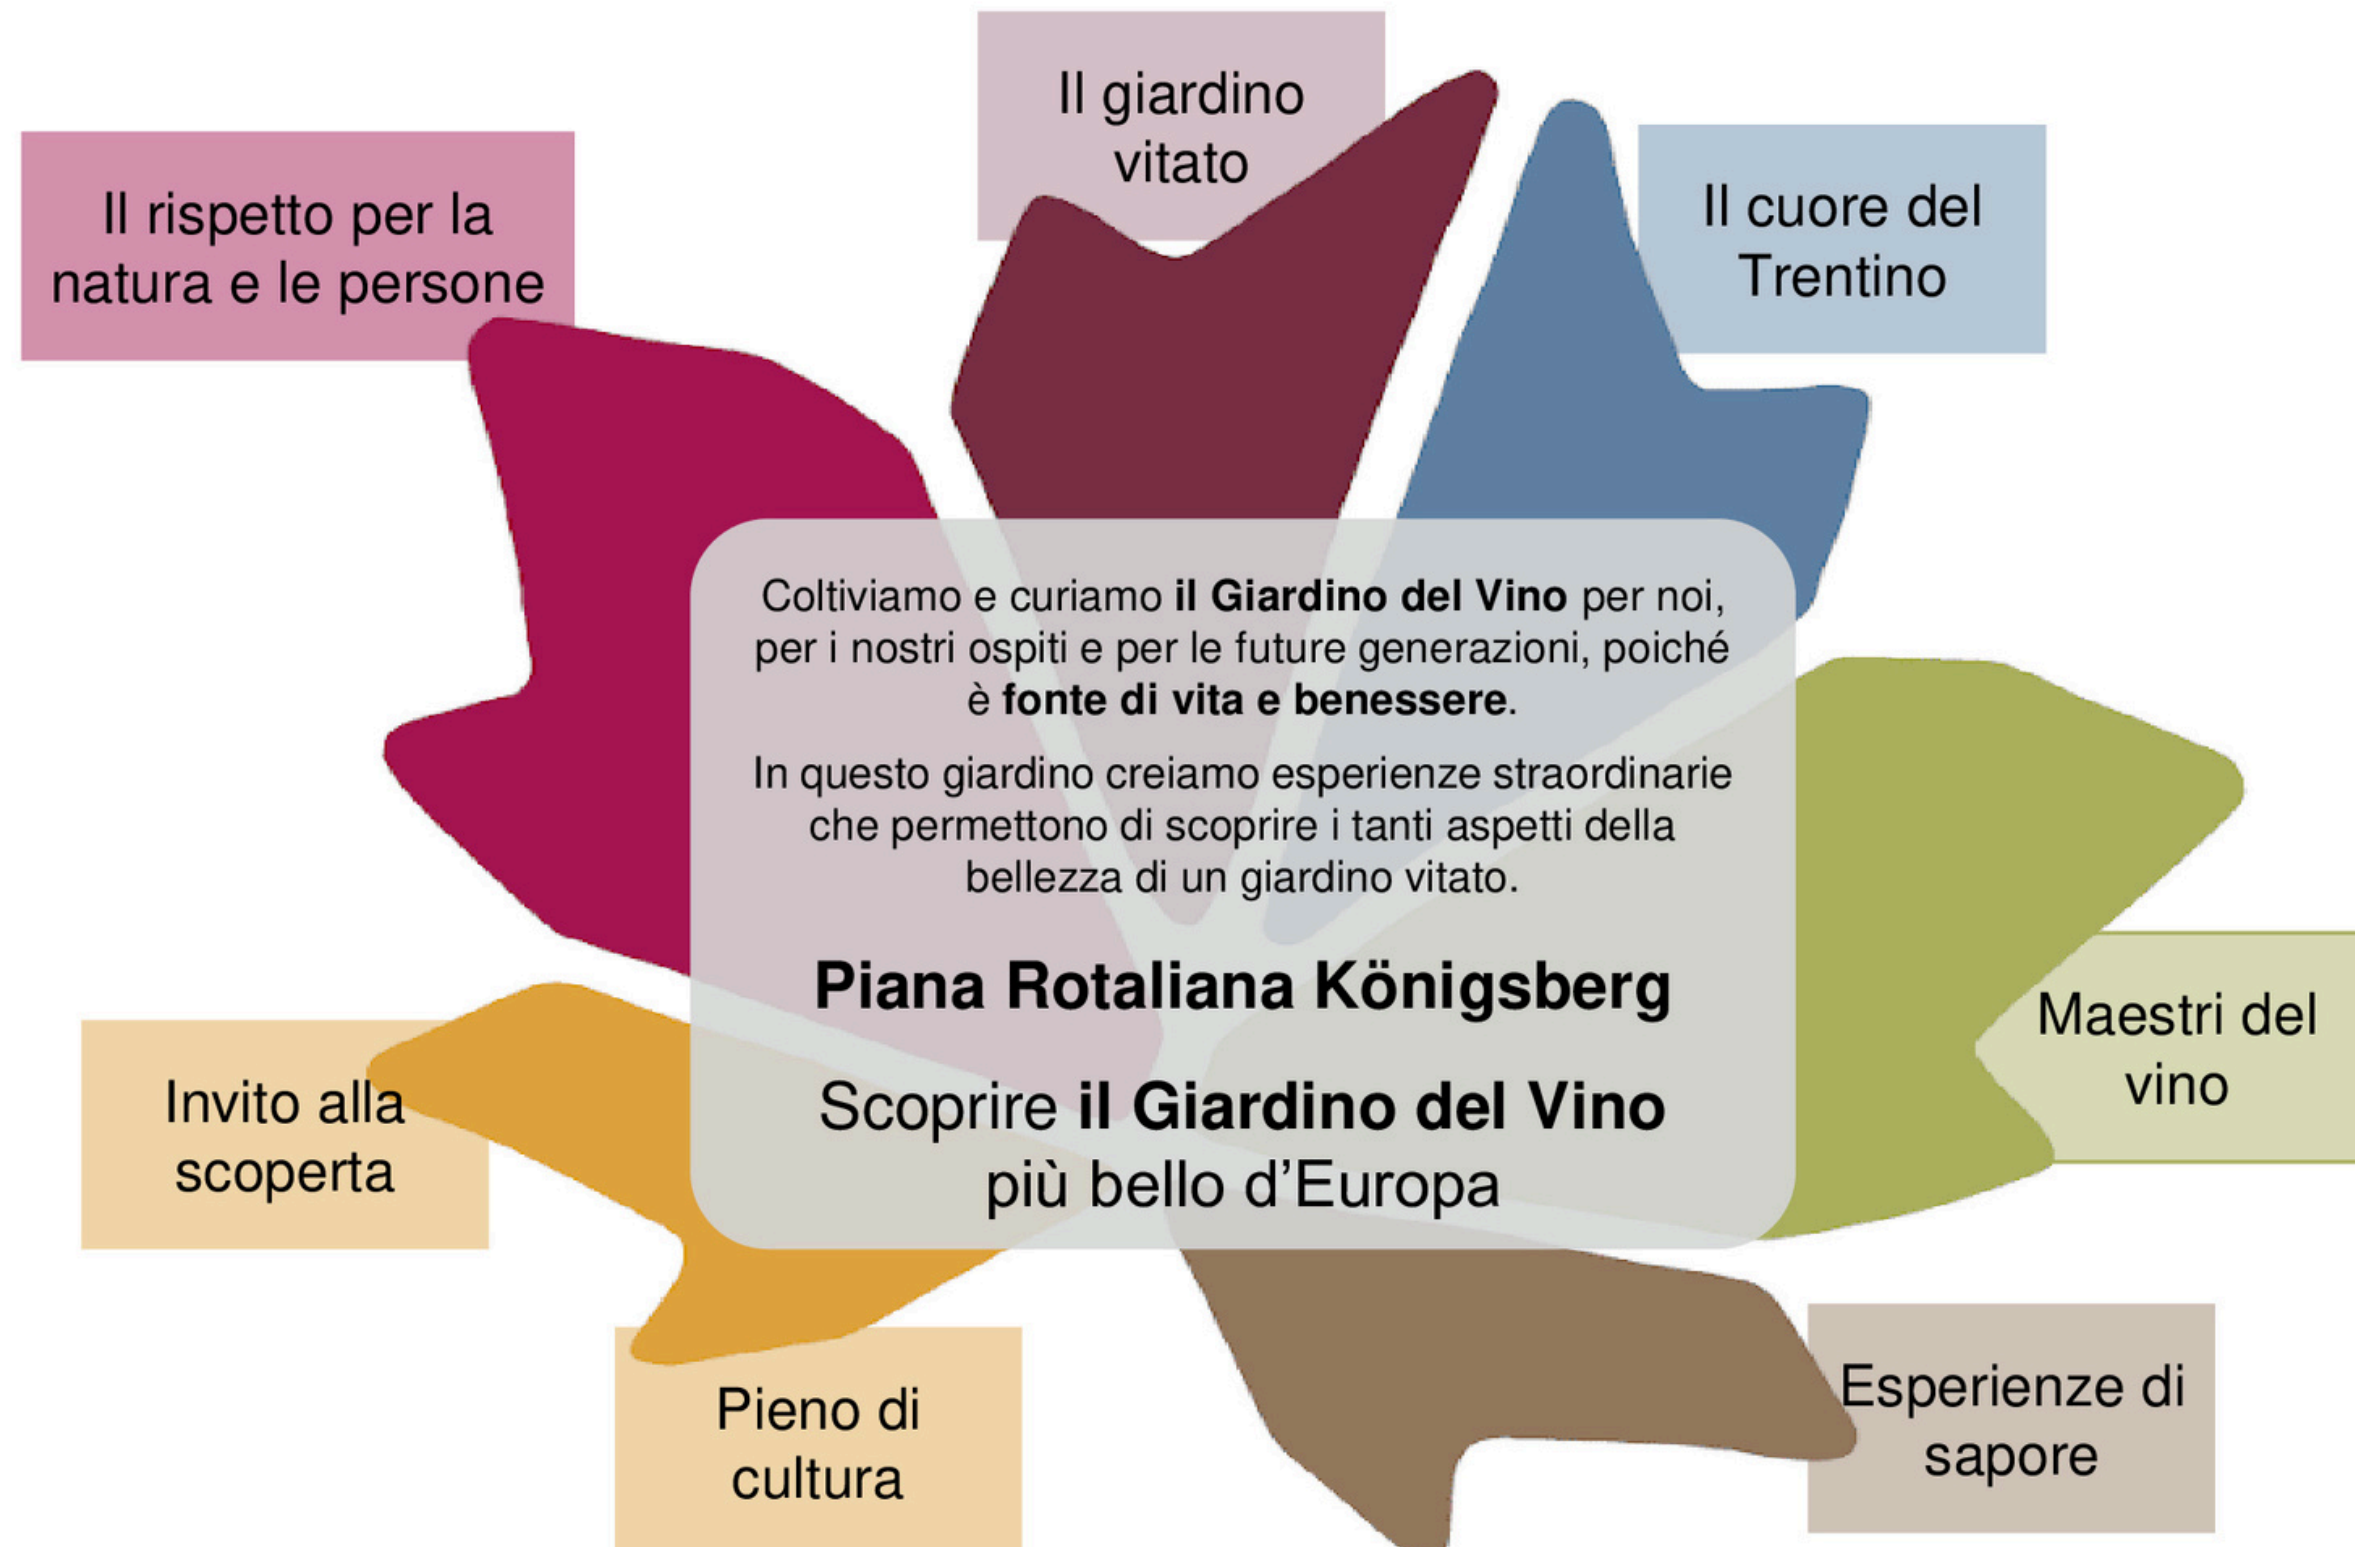 Il giardino
vitato
Il rispetto per la
natura e le persone
Il cuore del
Trentino
Coltiviamo e curiamo il Giardino del Vino per noi,
per i nostri ospiti e per le future generazioni, poiché
è fonte di vita e benessere.
In questo giardino creiamo esperienze straordinarie
che permettono di scoprire i tanti aspetti della
bellezza di un giardino vitato.
Piana Rotaliana Königsberg
Scoprire il Giardino del Vino
più bello d’Europa
Maestri del
vino
Invito alla
scoperta
Pieno di
cultura
Esperienze di
sapore